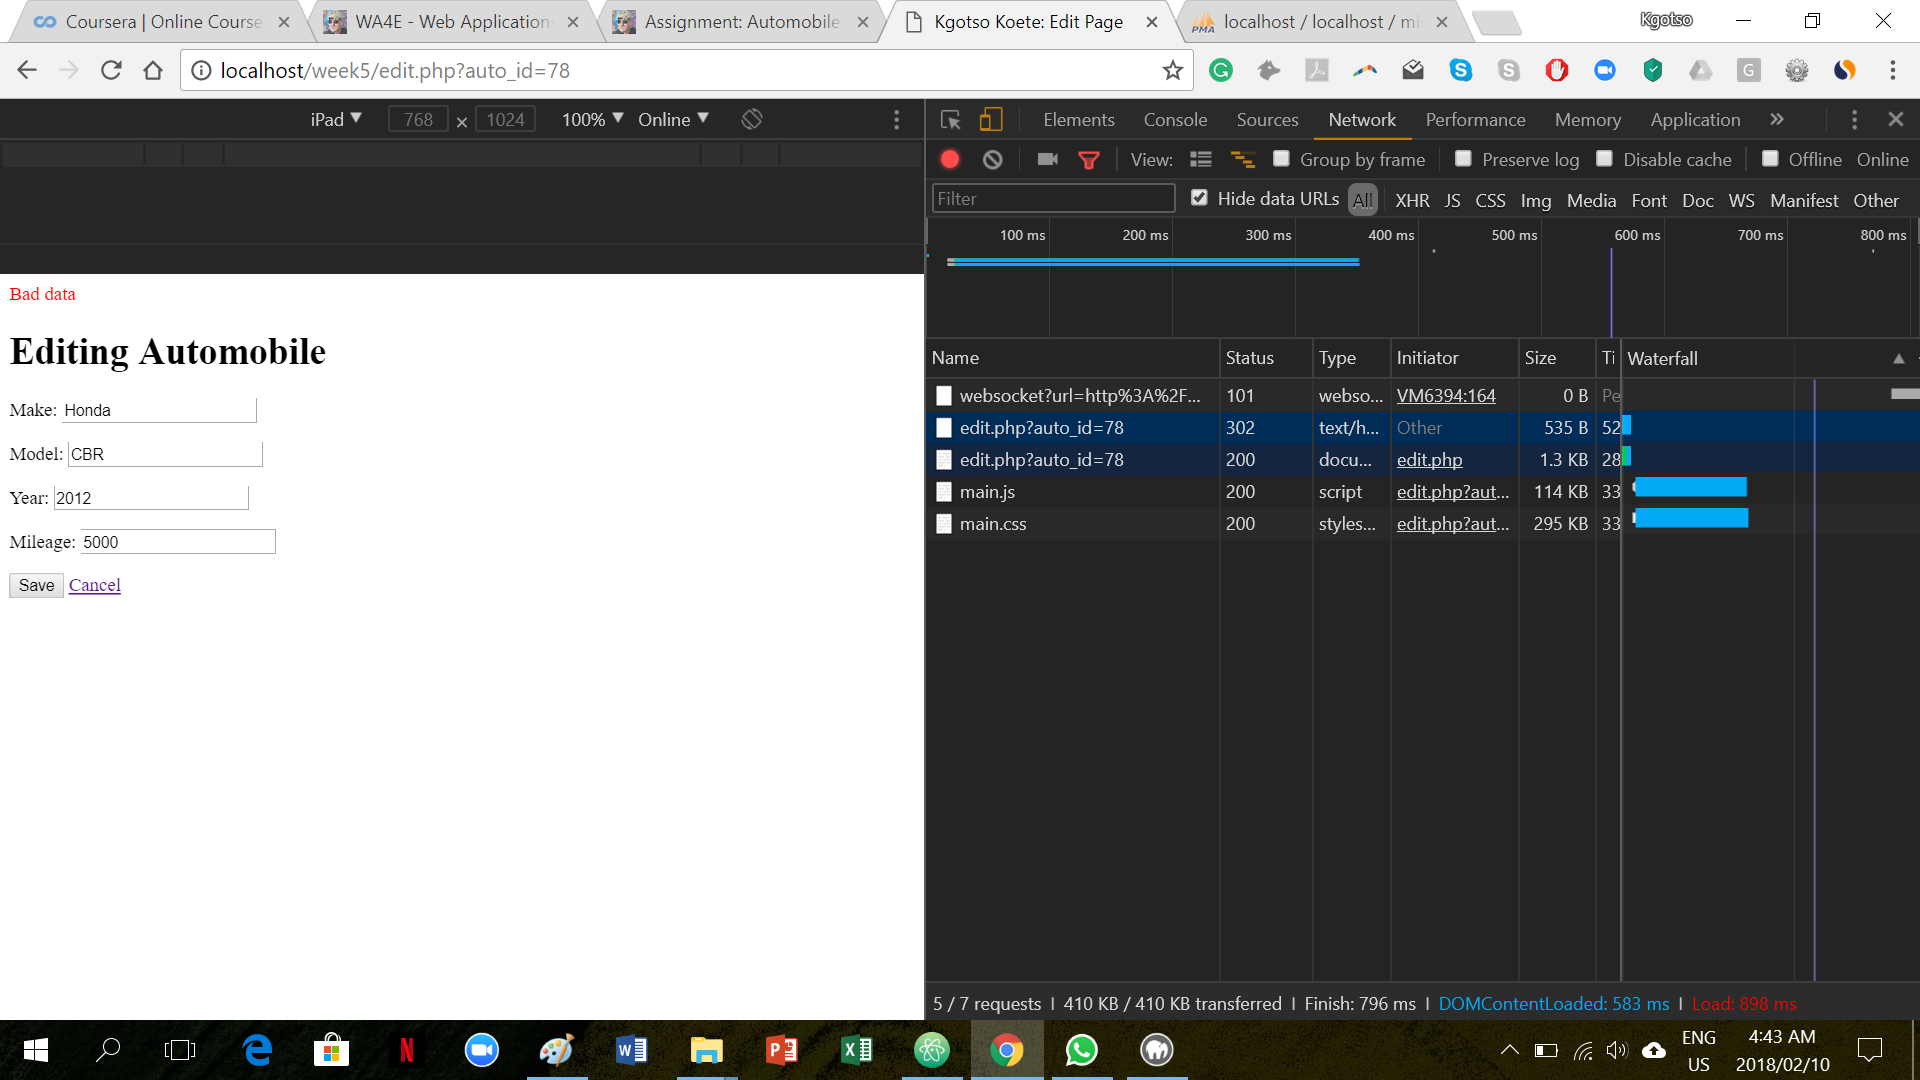 Coursera | Online Course
WA4E - Web Applications
Assignment: Automobile
Kgotso Koete: Edit Page
localhost / localhost / mi
Kgotso
localhost/week5/edit.php?auto_id=78
iPad 768 × 1024 100% Online
Elements Console Sources Network Performance Memory Application
View: Group by frame Preserve log Disable cache Offline Online
Filter Hide data URLs All XHR JS CSS Img Media Font Doc WS Manifest Other
100 ms 200 ms 300 ms 400 ms 500 ms 600 ms 700 ms 800 ms
Name Status Type Initiator Size Ti Waterfall
websocket?url=http%3A%2F... 101 webso... VM6394:164 0 B Pe
edit.php?auto_id=78 302 text/h... Other 535 B 52
edit.php?auto_id=78 200 docu... edit.php 1.3 KB 28
main.js 200 script edit.php?aut... 114 KB 33
main.css 200 styles... edit.php?aut... 295 KB 33
5 / 7 requests | 410 KB / 410 KB transferred | Finish: 796 ms | DOMContentLoaded: 583 ms | Load: 898 ms
Bad data
Editing Automobile
Make: Honda
Model: CBR
Year: 2012
Mileage: 5000
Save Cancel
ENG
US
4:43 AM
2018/02/10